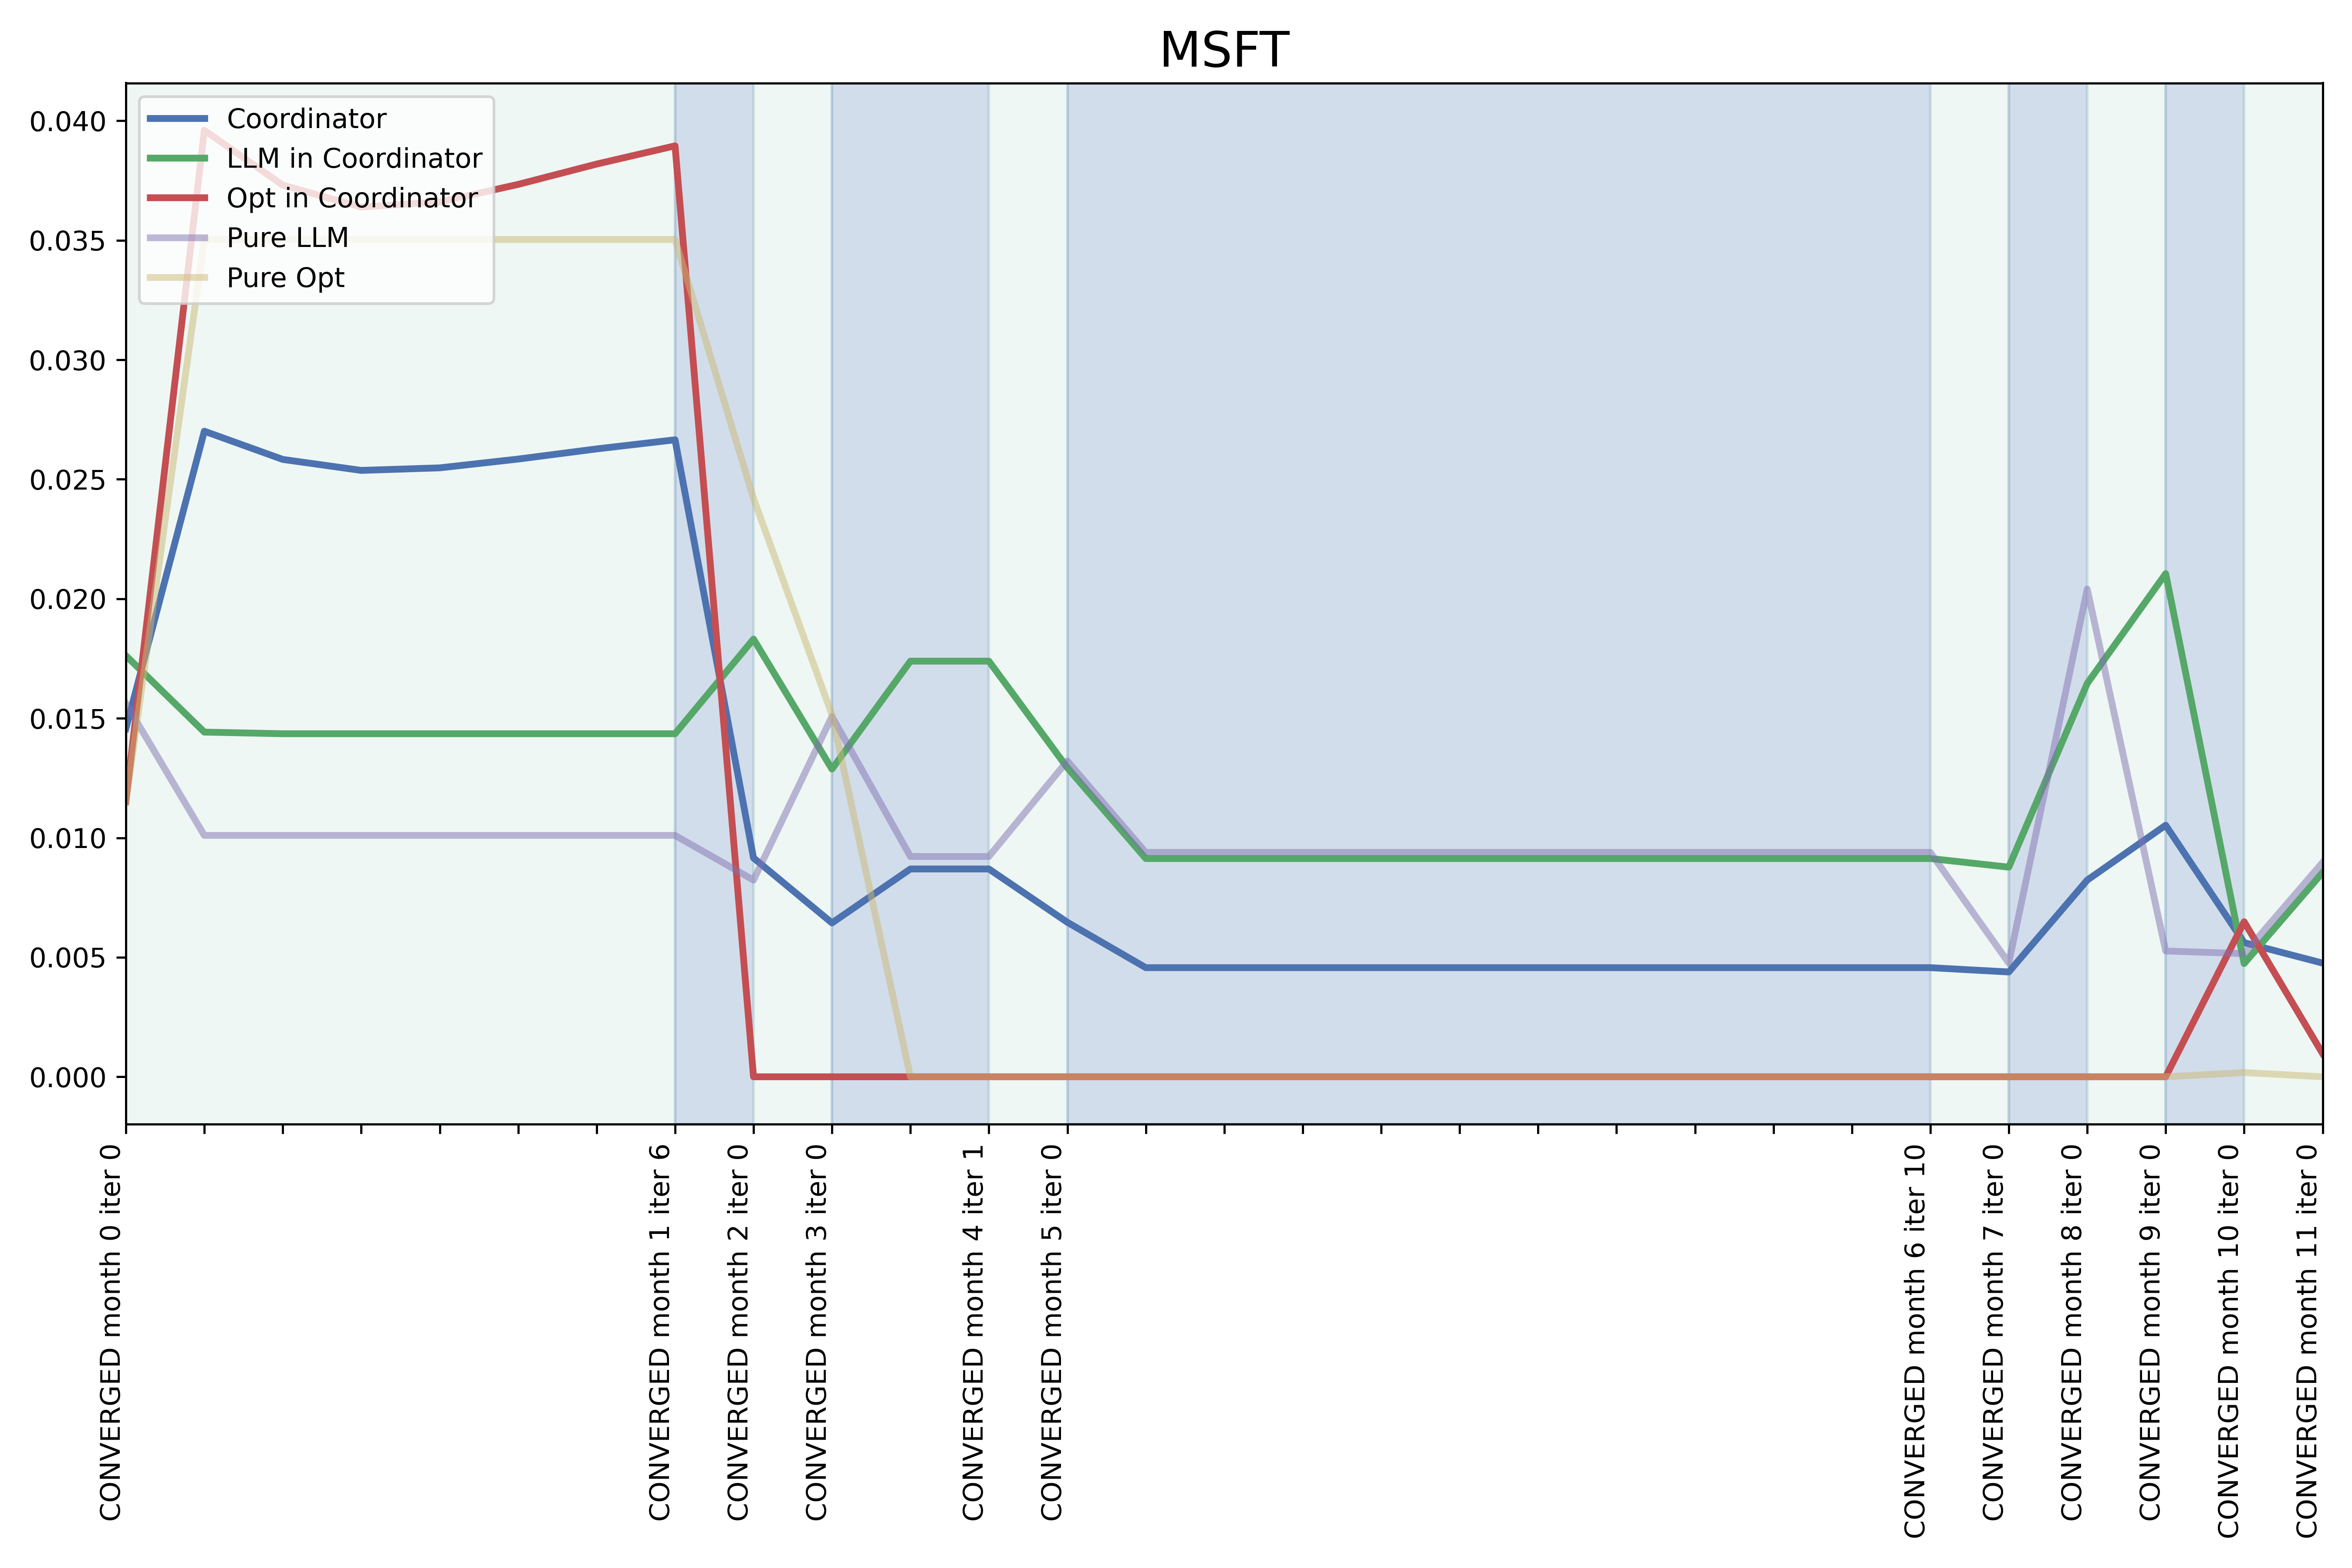 MSFT
Coordinator
LLM in Coordinator
Opt in Coordinator
Pure LLM
Pure Opt
0.040
0.035
0.030
0.025
0.020
0.015
0.010
0.005
0.000
CONVERGED month 0 iter 0
CONVERGED month 1 iter 6
CONVERGED month 2 iter 0
CONVERGED month 3 iter 0
CONVERGED month 4 iter 1
CONVERGED month 5 iter 0
CONVERGED month 6 iter 10
CONVERGED month 7 iter 0
CONVERGED month 8 iter 0
CONVERGED month 9 iter 0
CONVERGED month 10 iter 0
CONVERGED month 11 iter 0